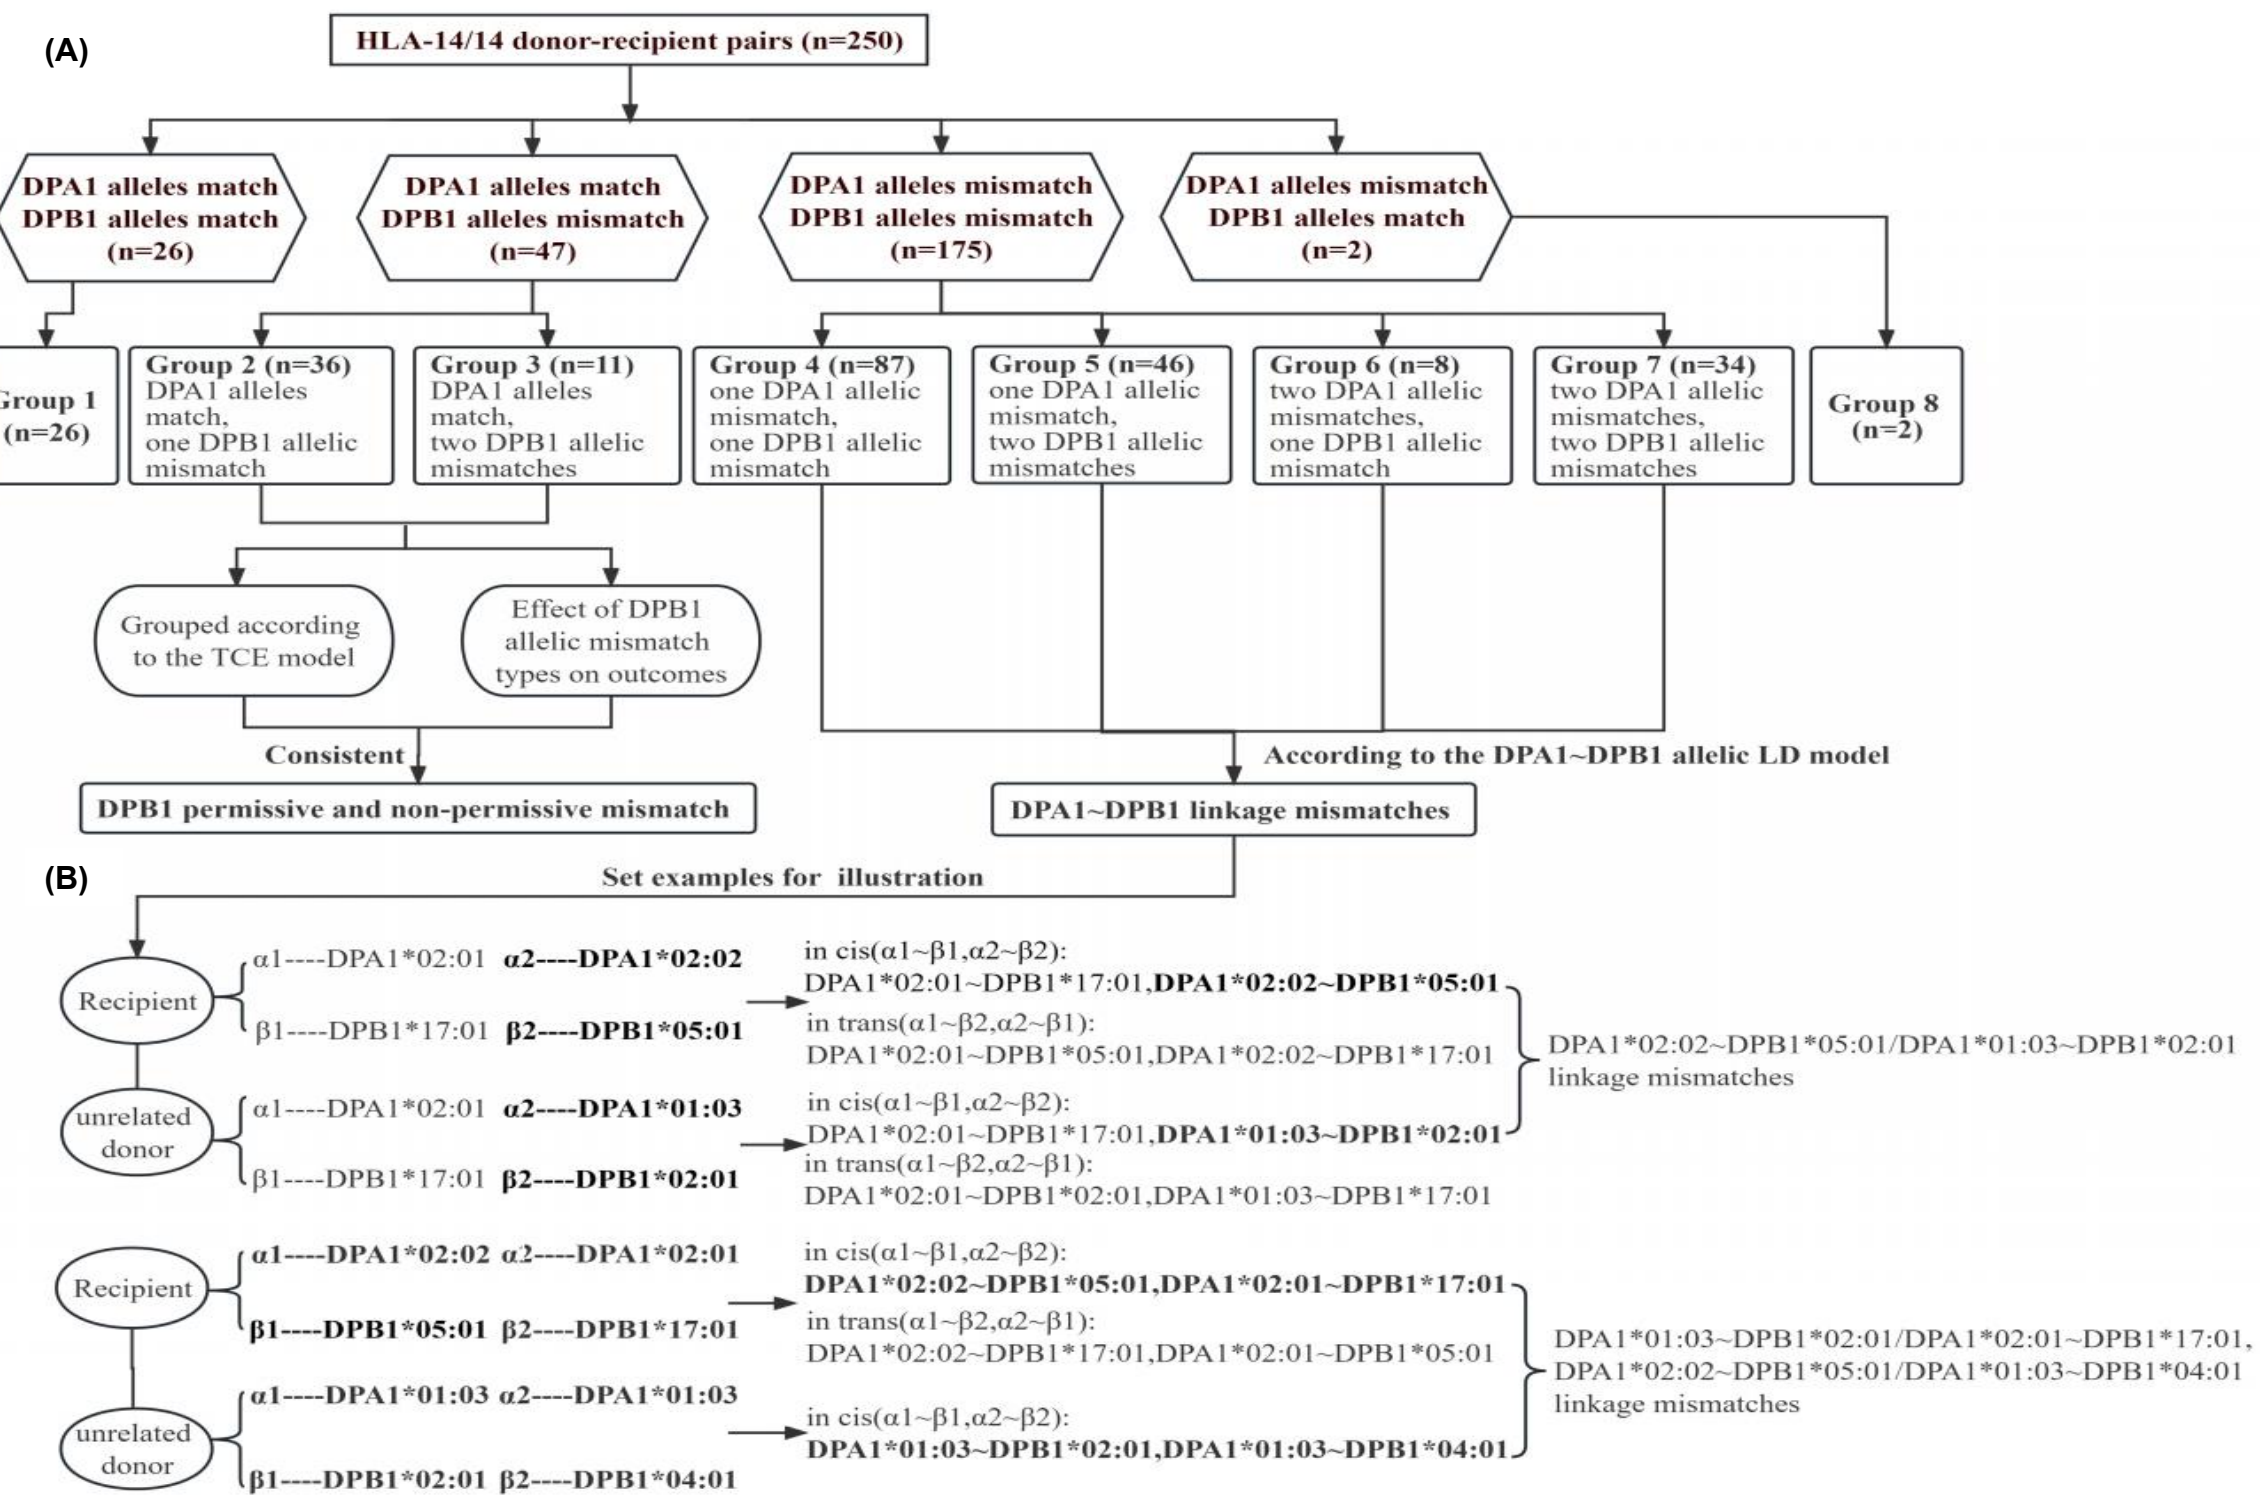 (A)
HLA-14/14 donor-recipient pairs (n=250)
DPA1 alleles match
DPB1 alleles match
(n=26)
DPA1 alleles match
DPB1 alleles mismatch
(n=47)
DPA1 alleles mismatch
DPB1 alleles mismatch
(n=175)
DPA1 alleles mismatch
DPB1 alleles match
(n=2)
Group 1
(n=26)
Group 2 (n=36)
DPA1 alleles
match,
one DPB1 allelic
mismatch
Group 3 (n=11)
DPA1 alleles
match,
two DPB1 allelic
mismatches
Group 4 (n=87)
one DPA1 allelic
mismatch,
one DPB1 allelic
mismatch
Group 5 (n=46)
one DPA1 allelic
mismatch,
two DPB1 allelic
mismatches
Group 6 (n=8)
two DPA1 allelic
mismatches,
one DPB1 allelic
mismatch
Group 7 (n=34)
two DPA1 allelic
mismatches,
two DPB1 allelic
mismatches
Group 8
(n=2)
Grouped according
to the TCE model
Effect of DPB1
allelic mismatch
types on outcomes
Consistent
According to the DPA1~DPB1 allelic LD model
DPB1 permissive and non-permissive mismatch
DPA1~DPB1 linkage mismatches
(B)
Set examples for illustration
Recipient
α1----DPA1*02:01 α2----DPA1*02:02
β1----DPB1*17:01 β2----DPB1*05:01
in cis(α1~β1,α2~β2):
DPA1*02:01~DPB1*17:01,DPA1*02:02~DPB1*05:01
in trans(α1~β2,α2~β1):
DPA1*02:01~DPB1*05:01,DPA1*02:02~DPB1*17:01
unrelated
donor
α1----DPA1*02:01 α2----DPA1*01:03
β1----DPB1*17:01 β2----DPB1*02:01
in cis(α1~β1,α2~β2):
DPA1*02:01~DPB1*17:01,DPA1*01:03~DPB1*02:01
in trans(α1~β2,α2~β1):
DPA1*02:01~DPB1*02:01,DPA1*01:03~DPB1*17:01
DPA1*02:02~DPB1*05:01/DPA1*01:03~DPB1*02:01
linkage mismatches
Recipient
α1----DPA1*02:02 α2----DPA1*02:01
β1----DPB1*05:01 β2----DPB1*17:01
in cis(α1~β1,α2~β2):
DPA1*02:02~DPB1*05:01,DPA1*02:01~DPB1*17:01
in trans(α1~β2,α2~β1):
DPA1*02:02~DPB1*17:01,DPA1*02:01~DPB1*05:01
unrelated
donor
α1----DPA1*01:03 α2----DPA1*01:03
β1----DPB1*02:01 β2----DPB1*04:01
in cis(α1~β1,α2~β2):
DPA1*01:03~DPB1*02:01,DPA1*01:03~DPB1*04:01
DPA1*01:03~DPB1*02:01/DPA1*02:01~DPB1*17:01,
DPA1*02:02~DPB1*05:01/DPA1*01:03~DPB1*04:01
linkage mismatches